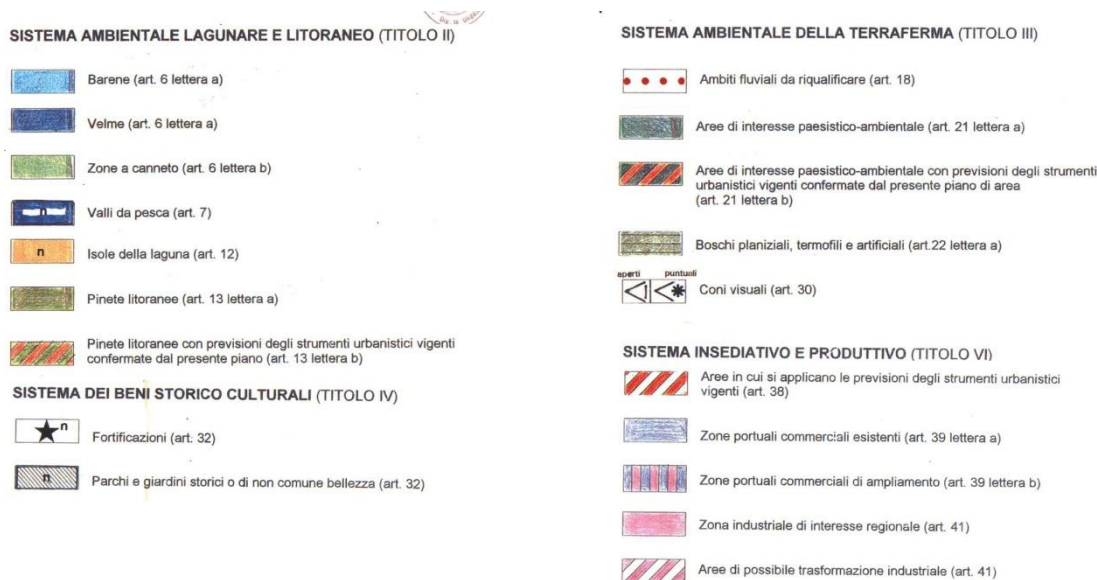 SISTEMA AMBIENTALE LAGUNARE E LITORANEO (TITOLO II)
Barene (art. 6 lettera a)
Velme (art. 6 lettera a)
Zone a canneto (art. 6 lettera b)
n
Valli da pesca (art. 7)
n
Isole della laguna (art. 12)
Pinete litoranee (art. 13 lettera a)
Pinete litoranee con previsioni degli strumenti urbanistici vigenti
confermate dal presente piano (art. 13 lettera b)
SISTEMA DEI BENI STORICO CULTURALI (TITOLO IV)
n
Fortificazioni (art. 32)
n
Parchi e giardini storici o di non comune bellezza (art. 32)
SISTEMA AMBIENTALE DELLA TERRAFERMA (TITOLO III)
Ambiti fluviali da riqualificare (art. 18)
Aree di interesse paesistico-ambientale (art. 21 lettera a)
Aree di interesse paesistico-ambientale con previsioni degli strumenti
urbanistici vigenti confermate dal presente piano di area
(art. 21 lettera b)
Boschi planiziali, termofili e artificiali (art.22 lettera a)
aperti puntuali
Coni visuali (art. 30)
SISTEMA INSEDIATIVO E PRODUTTIVO (TITOLO VI)
Aree in cui si applicano le previsioni degli strumenti urbanistici
vigenti (art. 38)
Zone portuali commerciali esistenti (art. 39 lettera a)
Zone portuali commerciali di ampliamento (art. 39 lettera b)
Zona industriale di interesse regionale (art. 41)
Aree di possibile trasformazione industriale (art. 41)